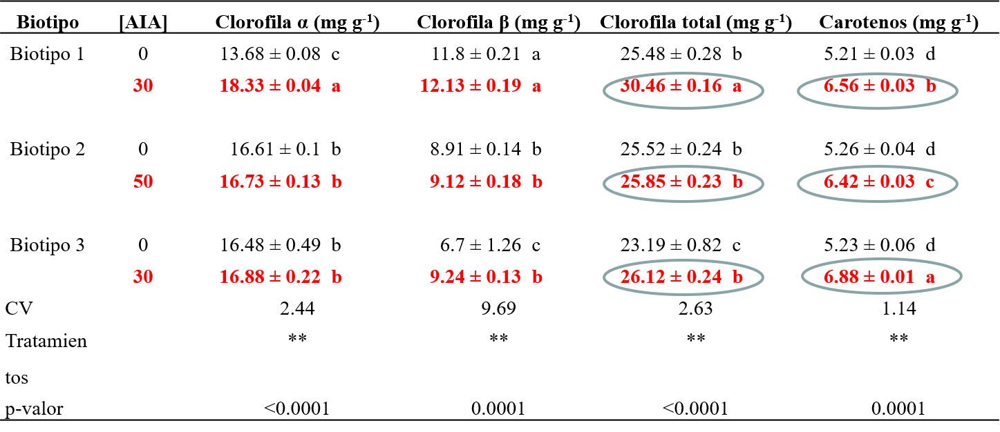 Biotipo [AIA] Clorofila α (mg g-1) Clorofila β (mg g-1) Clorofila total (mg g-1) Carotenos (mg g-1)
Biotipo 1 0 13.68 ± 0.08 c 11.8 ± 0.21 a 25.48 ± 0.28 b 5.21 ± 0.03 d
30 18.33 ± 0.04 a 12.13 ± 0.19 a 30.46 ± 0.16 a 6.56 ± 0.03 b
Biotipo 2 0 16.61 ± 0.1 b 8.91 ± 0.14 b 25.52 ± 0.24 b 5.26 ± 0.04 d
50 16.73 ± 0.13 b 9.12 ± 0.18 b 25.85 ± 0.23 b 6.42 ± 0.03 c
Biotipo 3 0 16.48 ± 0.49 b 6.7 ± 1.26 c 23.19 ± 0.82 c 5.23 ± 0.06 d
30 16.88 ± 0.22 b 9.24 ± 0.13 b 26.12 ± 0.24 b 6.88 ± 0.01 a
CV 2.44 9.69 2.63 1.14
Tratamien ** ** ** **
tos
p-valor <0.0001 0.0001 <0.0001 0.0001